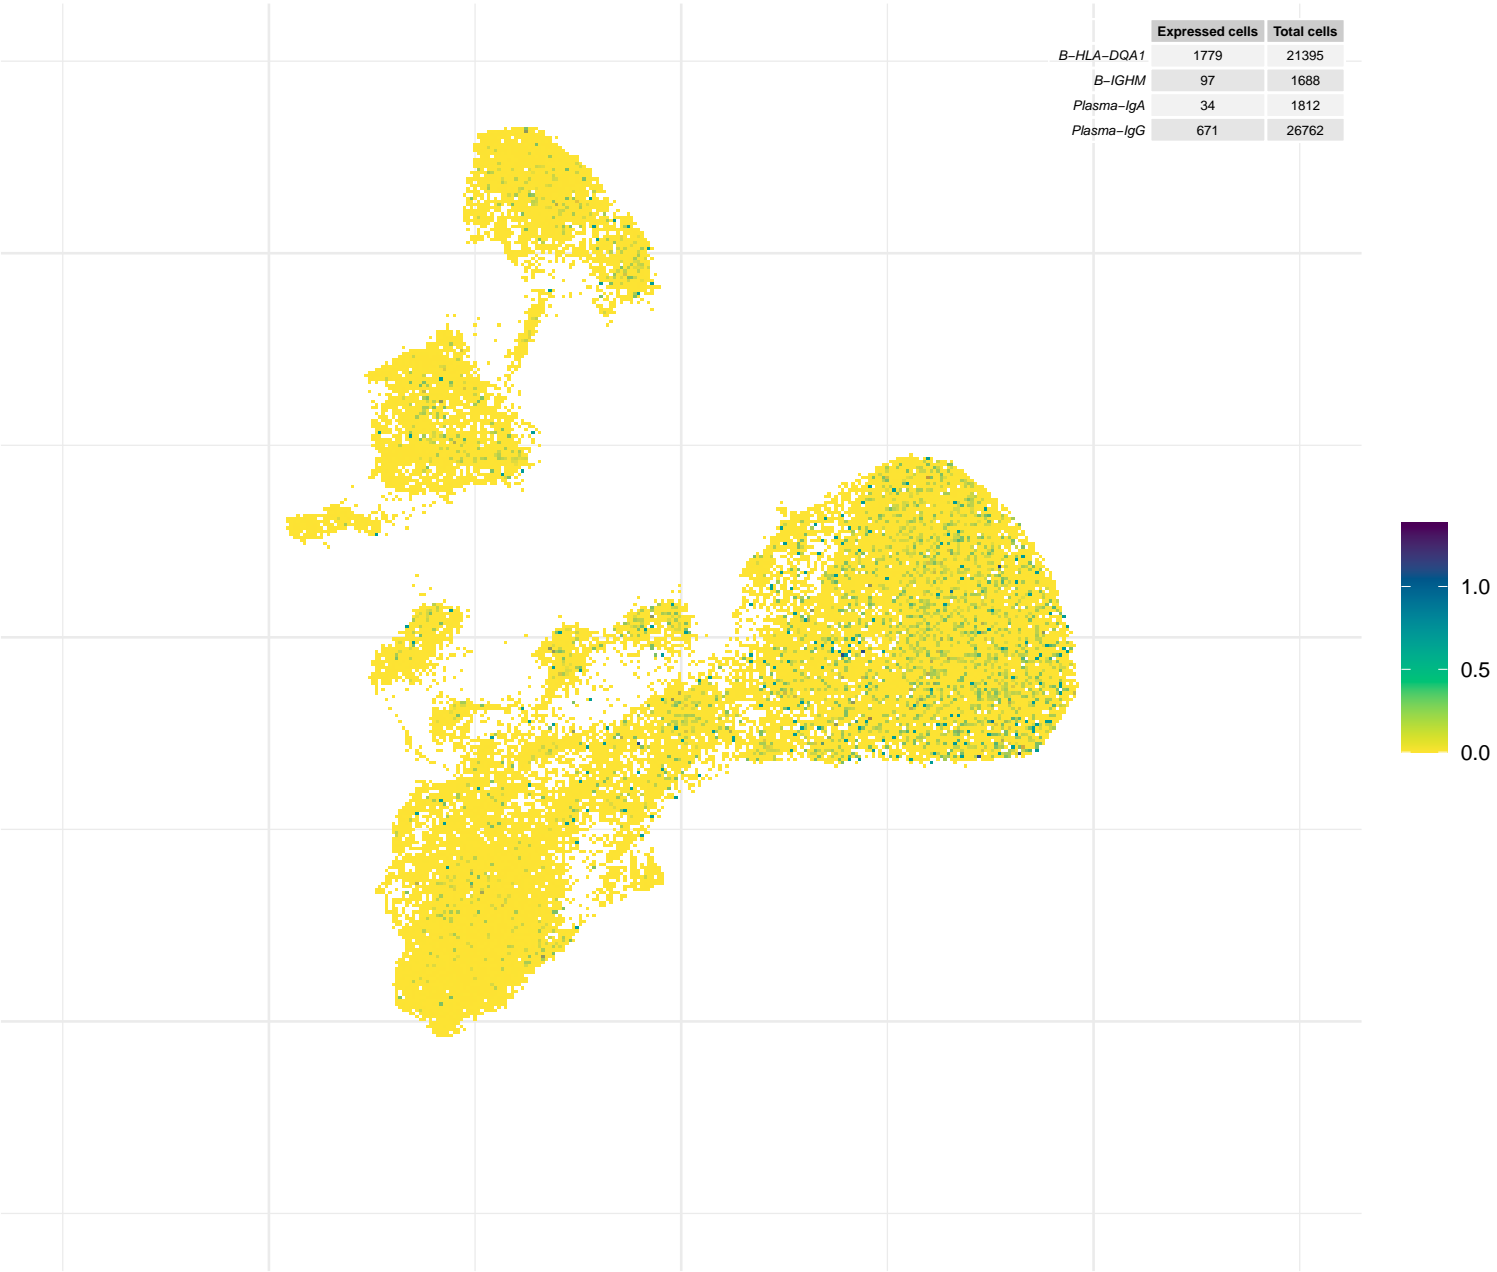 Expressed cells Total cells
B−HLA−DQA1 1779 21395
B−IGHM 97 1688
Plasma−IgA 34 1812
Plasma−IgG 671 26762
1.0
0.5
0.0